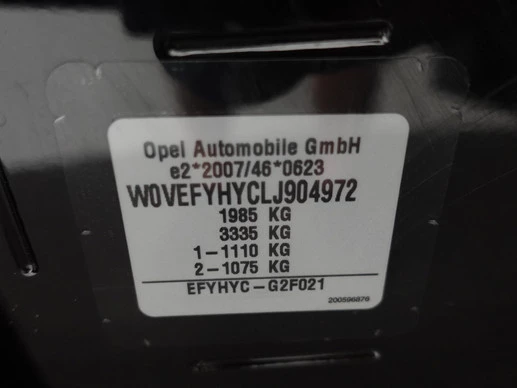 Opel Automobile GmbH
e2*2007/46*0623
W0VEFYHYCLJ904972
1985 KG
3335 KG
1-1110 KG
2-1075 KG
EFYHYC-G2F021